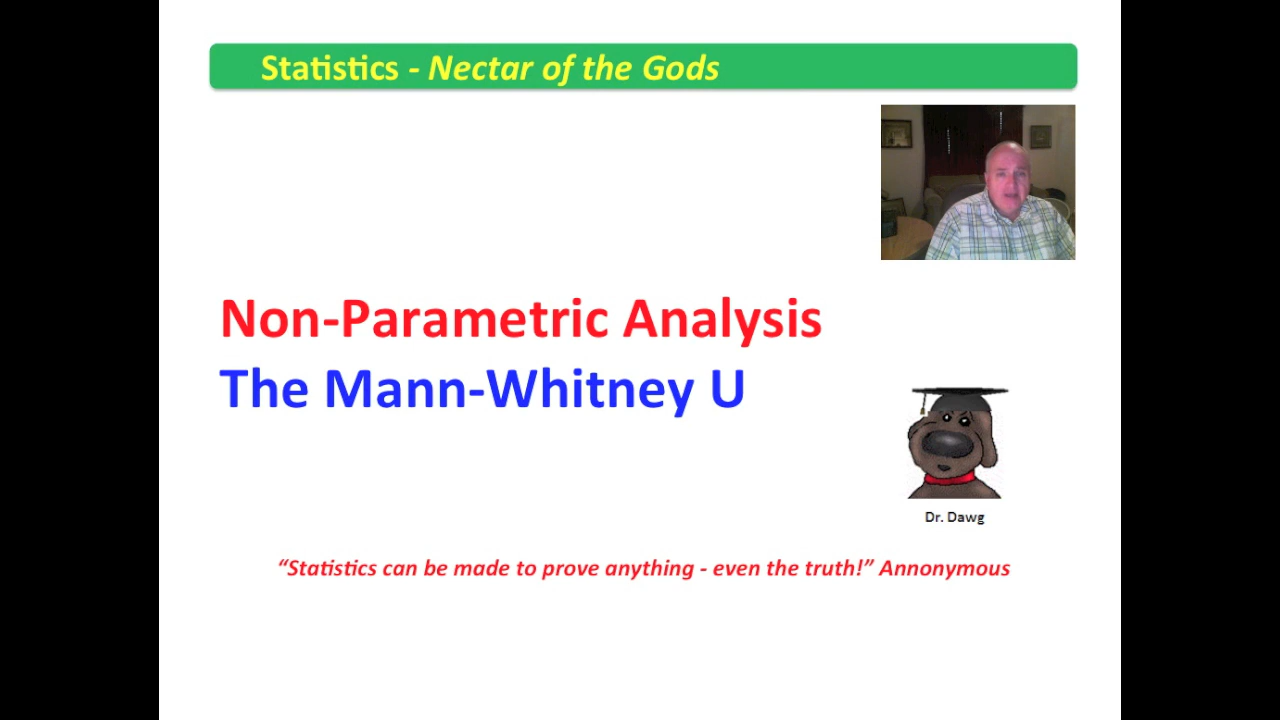 Statistics - Nectar of the Gods
Non-Parametric Analysis
The Mann-Whitney U
Dr. Dawg
“Statistics can be made to prove anything - even the truth!” Annonymous